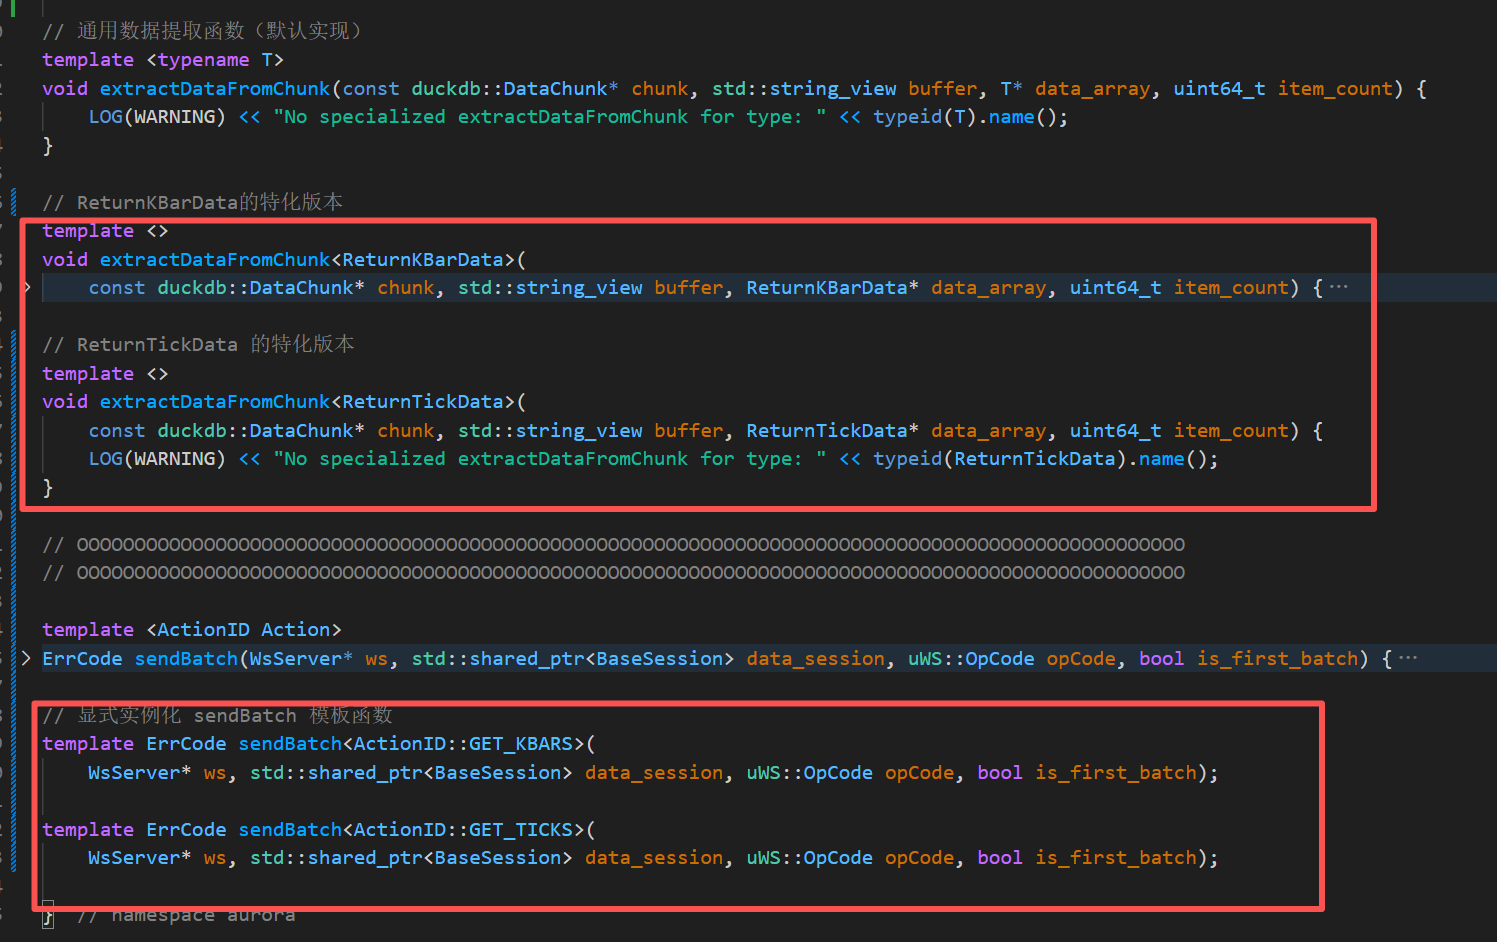 // 通用数据提取函数（默认实现）
template <typename T>
void extractDataFromChunk(const duckdb::DataChunk* chunk, std::string_view buffer, T* data_array, uint64_t item_count) {
    LOG(WARNING) << "No specialized extractDataFromChunk for type: " << typeid(T).name();
}
// ReturnKBarData的特化版本
template <>
void extractDataFromChunk<ReturnKBarData>(
    const duckdb::DataChunk* chunk, std::string_view buffer, ReturnKBarData* data_array, uint64_t item_count) {···
// ReturnTickData 的特化版本
template <>
void extractDataFromChunk<ReturnTickData>(
    const duckdb::DataChunk* chunk, std::string_view buffer, ReturnTickData* data_array, uint64_t item_count) {
    LOG(WARNING) << "No specialized extractDataFromChunk for type: " << typeid(ReturnTickData).name();
}
// OOOOOOOOOOOOOOOOOOOOOOOOOOOOOOOOOOOOOOOOOOOOOOOOOOOOOOOOOOOOOOOOOOOOOOOOOOOOOOOOOOOOOOOOOOOOOOOO
// OOOOOOOOOOOOOOOOOOOOOOOOOOOOOOOOOOOOOOOOOOOOOOOOOOOOOOOOOOOOOOOOOOOOOOOOOOOOOOOOOOOOOOOOOOOOOOOO
template <ActionID Action>
ErrCode sendBatch(WsServer* ws, std::shared_ptr<BaseSession> data_session, uWS::OpCode opCode, bool is_first_batch) {···
// 显式实例化 sendBatch 模板函数
template ErrCode sendBatch<ActionID::GET_KBARS>(
    WsServer* ws, std::shared_ptr<BaseSession> data_session, uWS::OpCode opCode, bool is_first_batch);
template ErrCode sendBatch<ActionID::GET_TICKS>(
    WsServer* ws, std::shared_ptr<BaseSession> data_session, uWS::OpCode opCode, bool is_first_batch);
}  // namespace aurora